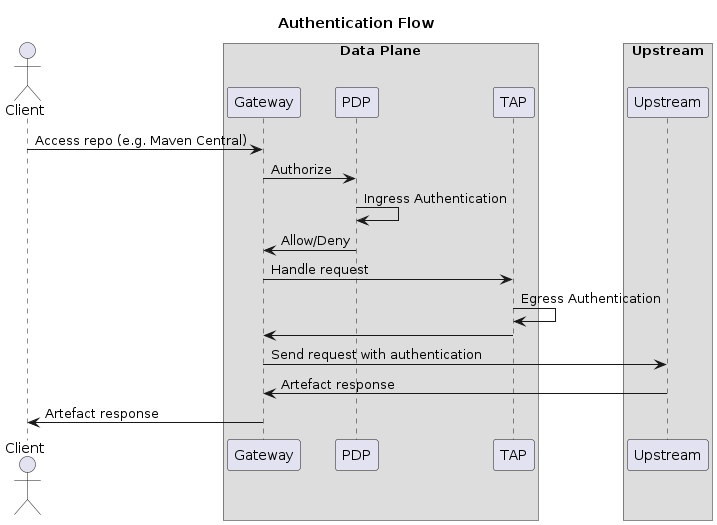 Authentication Flow
Data Plane
Upstream
Client
Gateway
PDP
TAP
Upstream
Access repo (e.g. Maven Central)
Authorize
Ingress Authentication
Allow/Deny
Handle request
Egress Authentication
Send request with authentication
Artefact response
Artefact response
Client
Gateway
PDP
TAP
Upstream